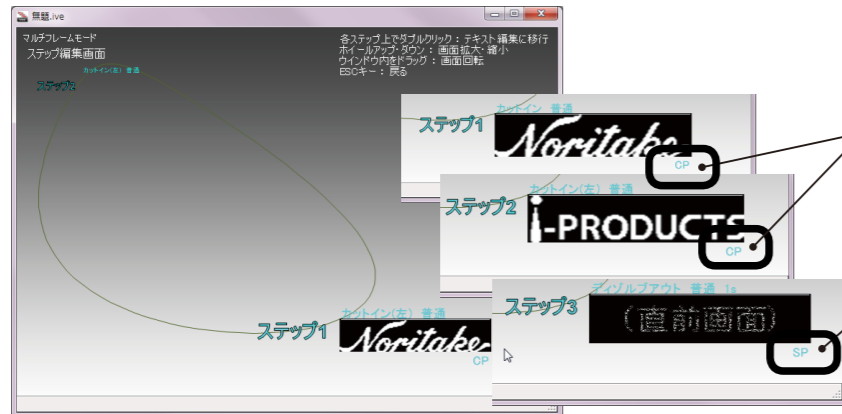 無題.ive
マルチフレームモード
ステップ編集画面
各ステップ上でダブルクリック：テキスト編集に移行
ホイールアップ・ダウン：画面拡大・縮小
ウインドウ内をドラッグ：画面回転
ESCキー：戻る
カットイン(左) 普通
ステップ2
カットイン(左) 普通
ステップ1
Noritake
CP
カットイン 普通
ステップ1
Noritake
CP
カットイン(左) 普通
ステップ2
i-PRODUCTS
CP
ディゾルブアウト 普通 1s
ステップ3
（直前画面）
SP